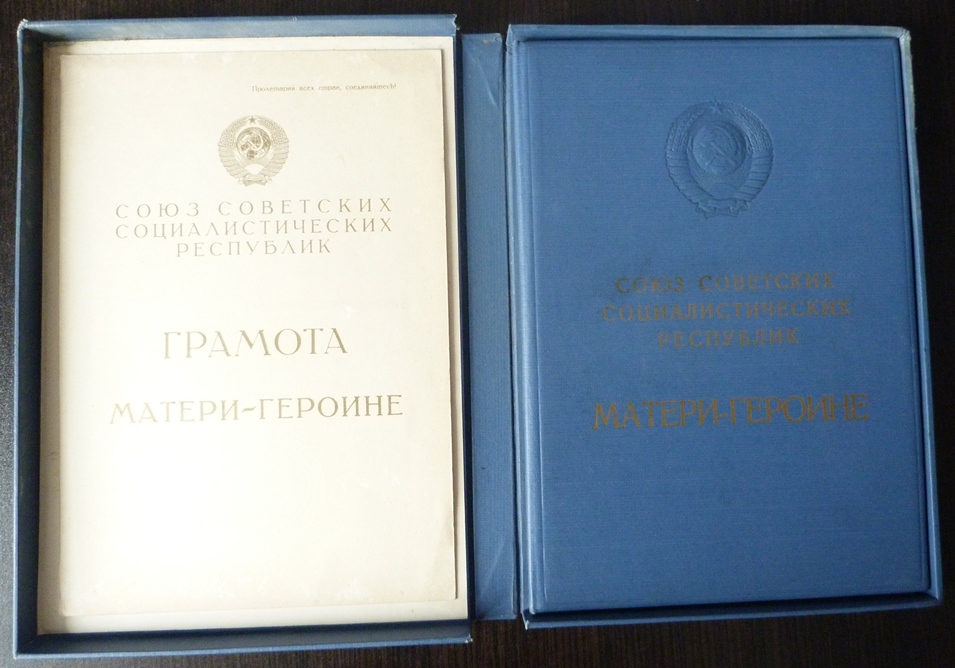 Пролетарии всех стран, соединяйтесь!
СОЮЗ СОВЕТСКИХ
СОЦИАЛИСТИЧЕСКИХ
РЕСПУБЛИК
ГРАМОТА
МАТЕРИ-ГЕРОИНЕ
СОЮЗ СОВЕТСКИХ
СОЦИАЛИСТИЧЕСКИХ
РЕСПУБЛИК
МАТЕРИ-ГЕРОИНЕ